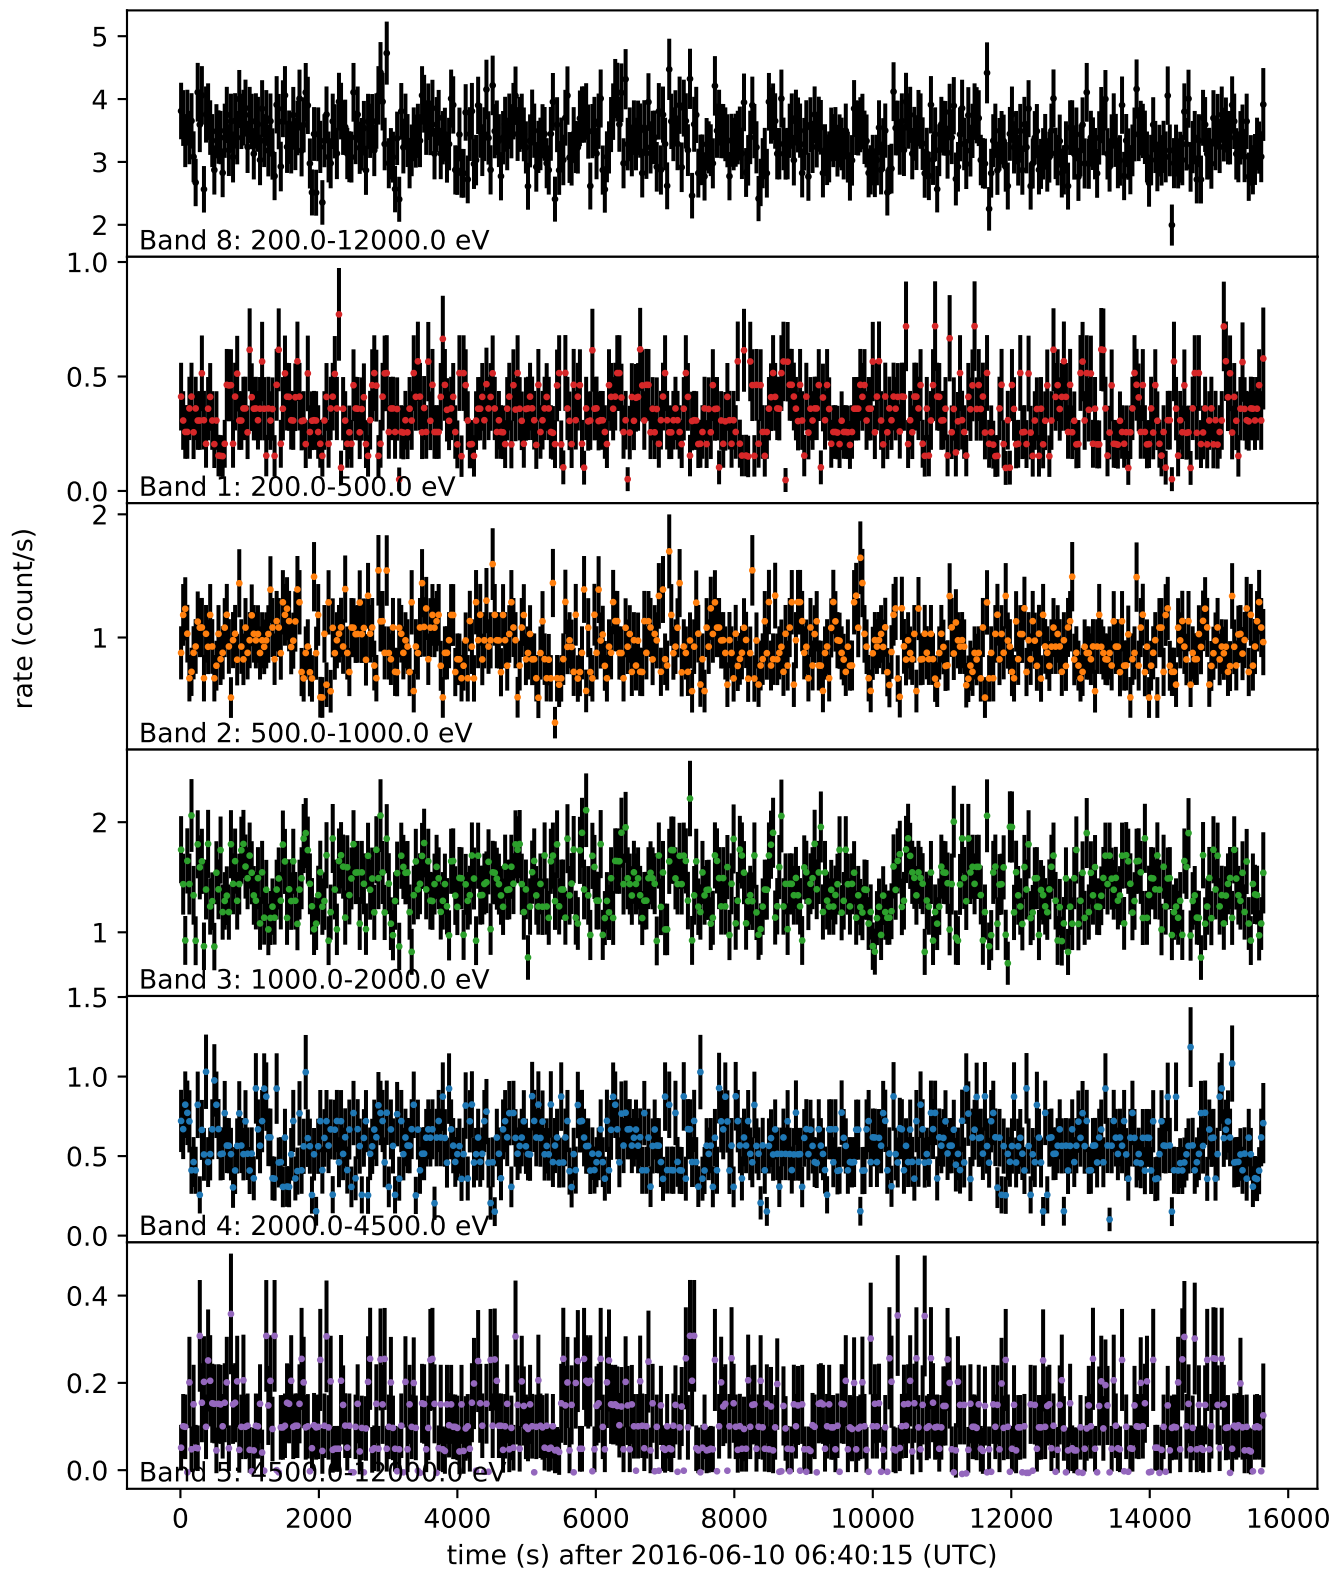 5
4
3
2
Band 8: 200.0-12000.0 eV
1.0
0.5
0.0
Band 1: 200.0-500.0 eV
2
1
Band 2: 500.0-1000.0 eV
rate (count/s)
2
1
Band 3: 1000.0-2000.0 eV
1.5
1.0
0.5
0.0
Band 4: 2000.0-4500.0 eV
0.4
0.2
0.0
Band 5: 4500.0-12000.0 eV
0 2000 4000 6000 8000 10000 12000 14000 16000
time (s) after 2016-06-10 06:40:15 (UTC)